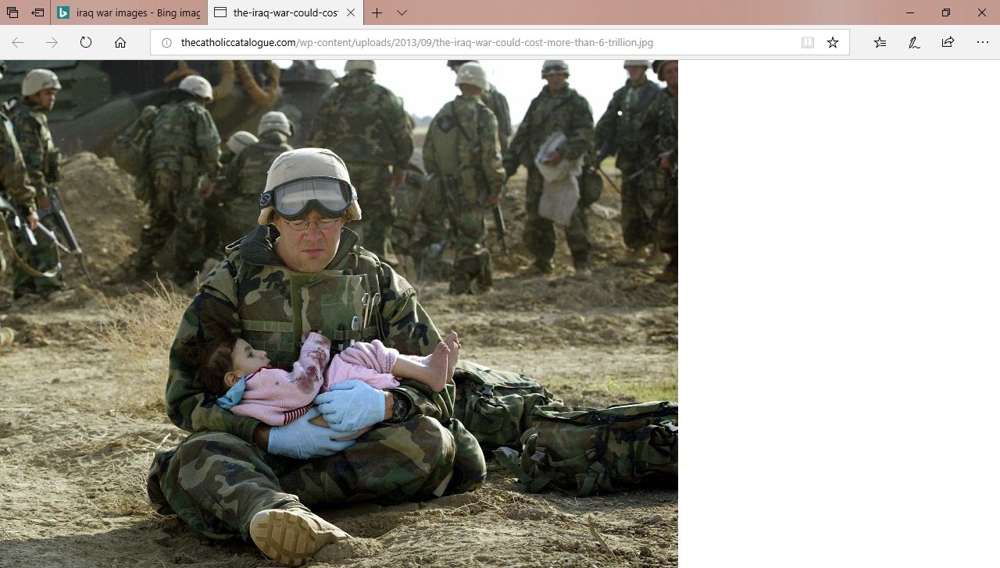 iraq war images - Bing imag
the-iraq-war-could-cos
thecatholiccatalogue.com/wp-content/uploads/2013/09/the-iraq-war-could-cost-more-than-6-trillion.jpg